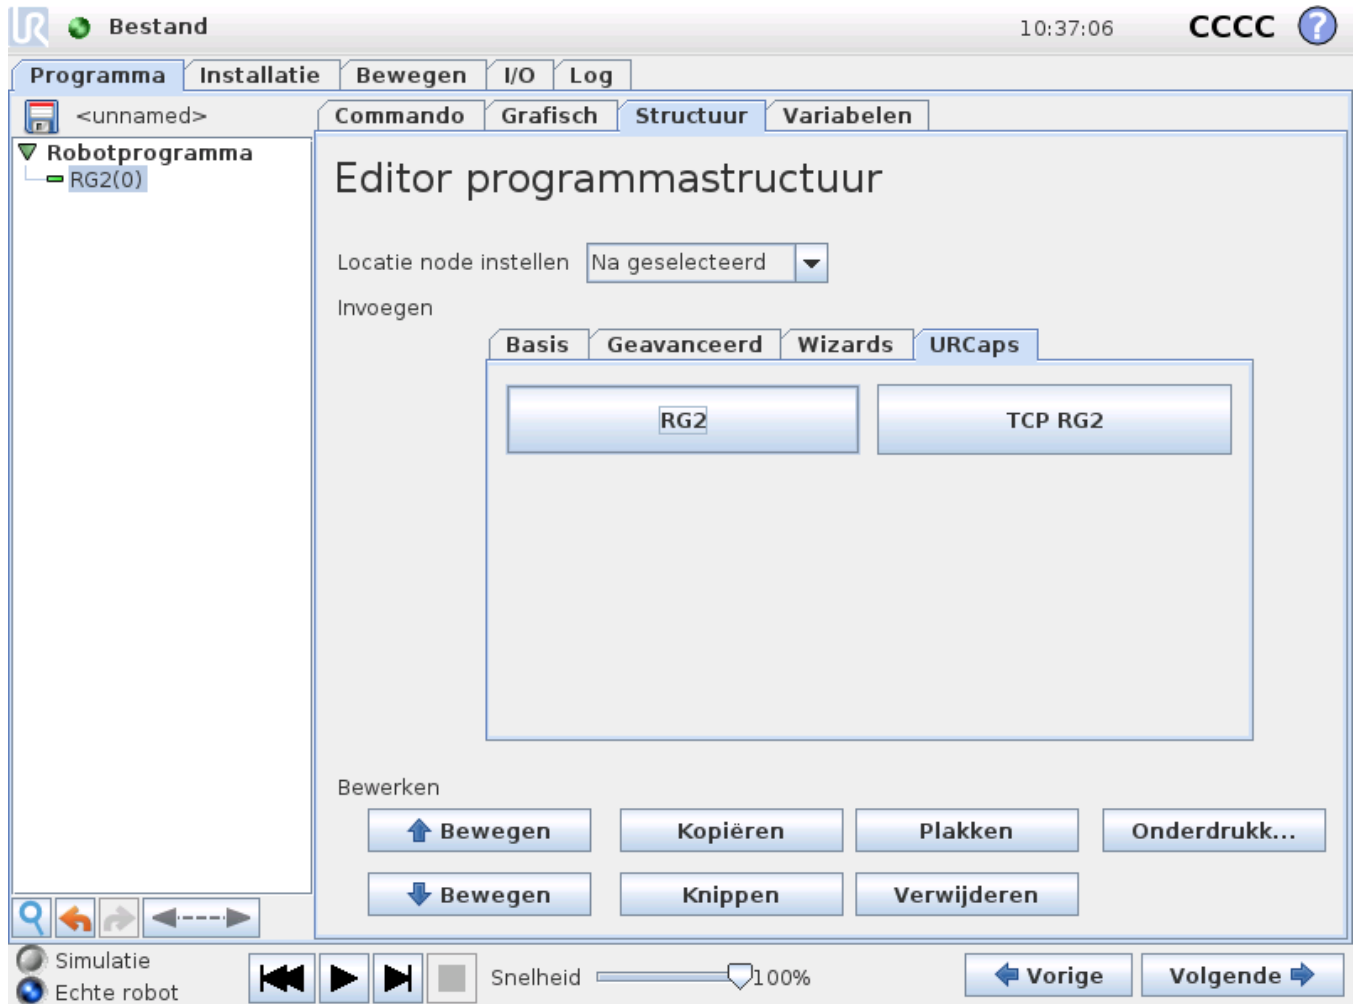 UR Bestand 10:37:06 CCCC ?
Programma Installatie Bewegen I/O Log
<unnamed> Commando Grafisch Structuur Variabelen
Robotprogramma
RG2(0)
Editor programmastructuur
Locatie node instellen Na geselecteerd
Invoegen
Basis Geavanceerd Wizards URCaps
RG2 TCP RG2
Bewerken
Bewegen Kopiëren Plakken Onderdrukk...
Bewegen Knippen Verwijderen
Simulatie
Echte robot
Snelheid 100% Vorige Volgende